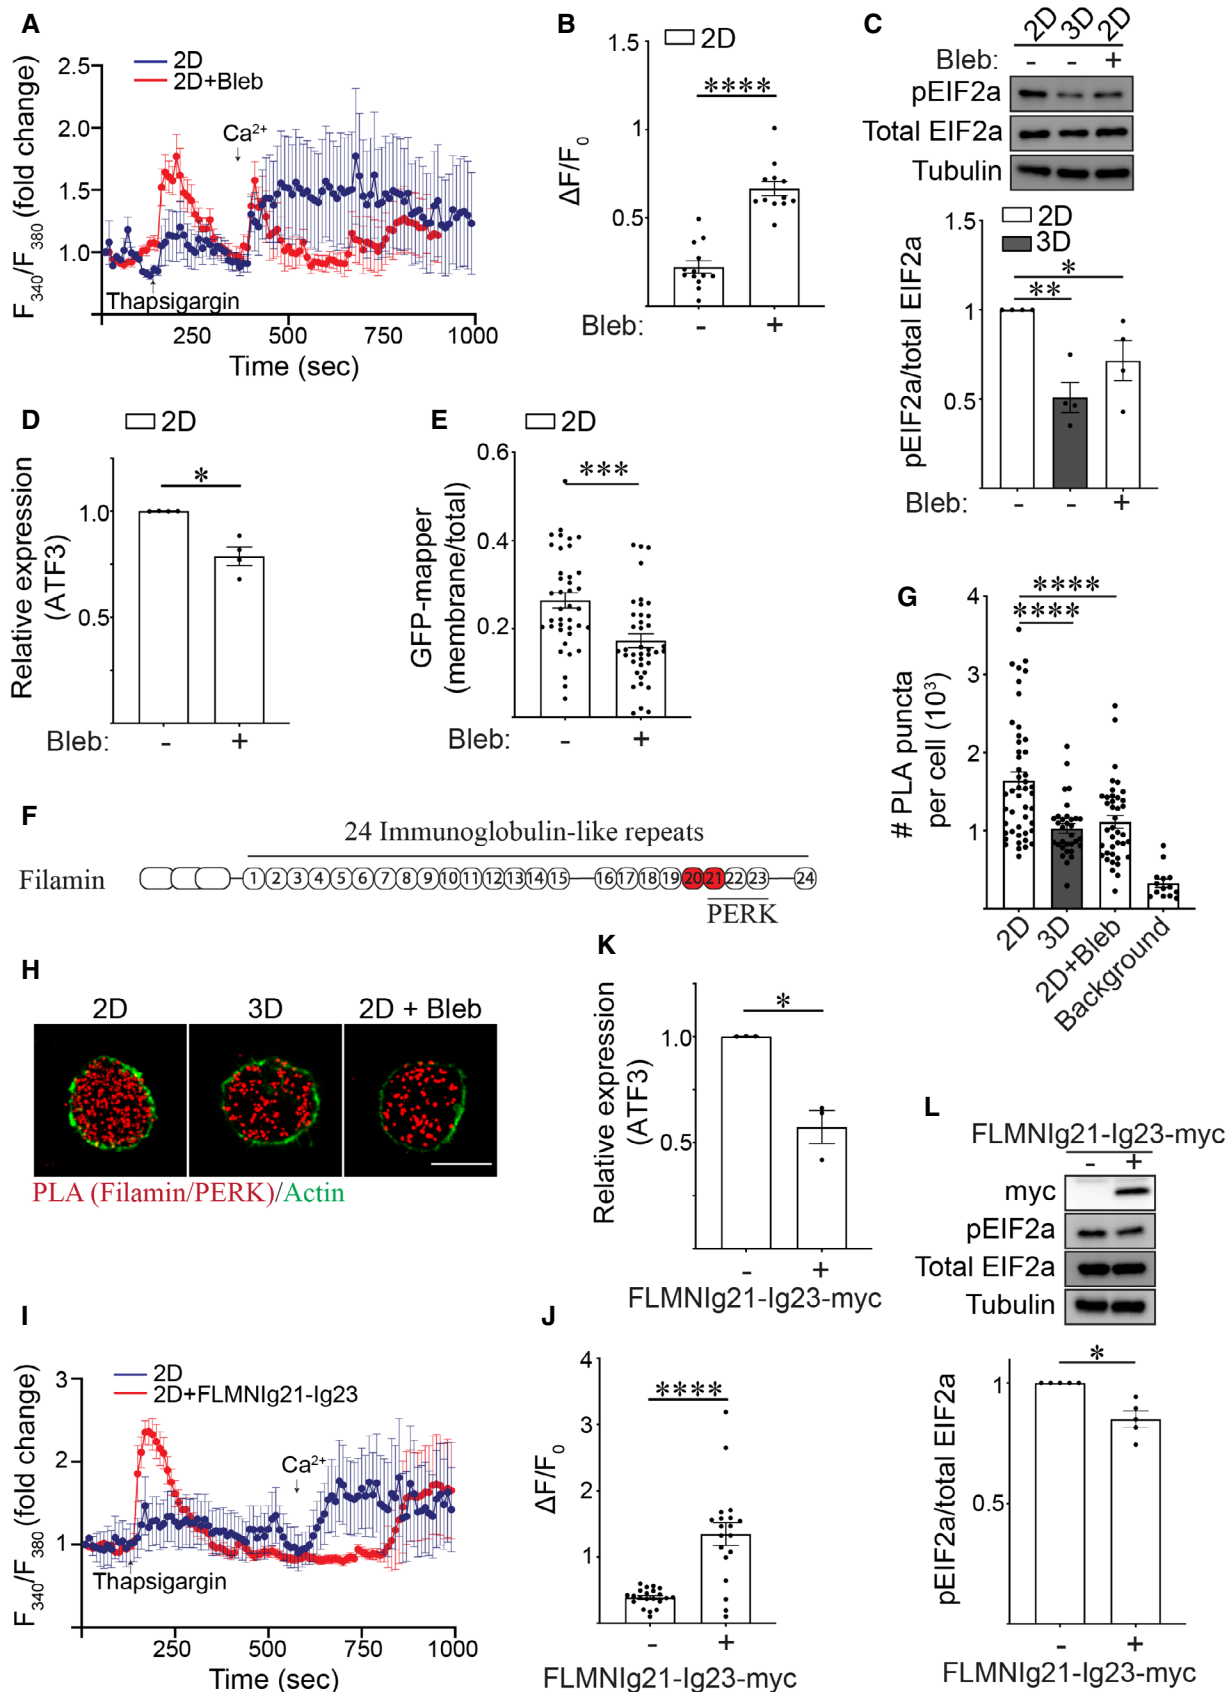 A
2D
2D+Bleb
F340/F380 (fold change)
2.5
2.0
1.5
1.0
Ca2+
Thapsigargin
250
500
750
1000
Time (sec)
B
2D
ΔF/F0
1.5
1
0.5
****
Bleb:
-
+
C
2D 3D 2D
Bleb: - - +
pEIF2a
Total EIF2a
Tubulin
2D
3D
pEIF2a/total EIF2a
1.5
1
0.5
*
**
Bleb: - - +
D
2D
Relative expression
(ATF3)
1.0
0.5
*
Bleb: - +
E
2D
GFP-mapper
(membrane/total)
0.6
0.4
0.2
***
Bleb: - +
F
24 Immunoglobulin-like repeats
Filamin
1 2 3 4 5 6 7 8 9 10 11 12 13 14 15 16 17 18 19 20 21 22 23 24
PERK
G
# PLA puncta
per cell (103)
4
3
2
1
****
****
2D
3D
2D+Bleb
Background
H
2D 3D 2D + Bleb
PLA (Filamin/PERK)/Actin
I
2D
2D+FLMNIg21-Ig23
F340/F380 (fold change)
3
2
1
Ca2+
Thapsigargin
250
500
750
1000
Time (sec)
J
ΔF/F0
4
3
2
1
****
- +
FLMNIg21-Ig23-myc
K
Relative expression
(ATF3)
1.0
0.5
*
- +
FLMNIg21-Ig23-myc
L
FLMNIg21-Ig23-myc
- +
myc
pEIF2a
Total EIF2a
Tubulin
pEIF2a/total EIF2a
1
0.5
*
- +
FLMNIg21-Ig23-myc